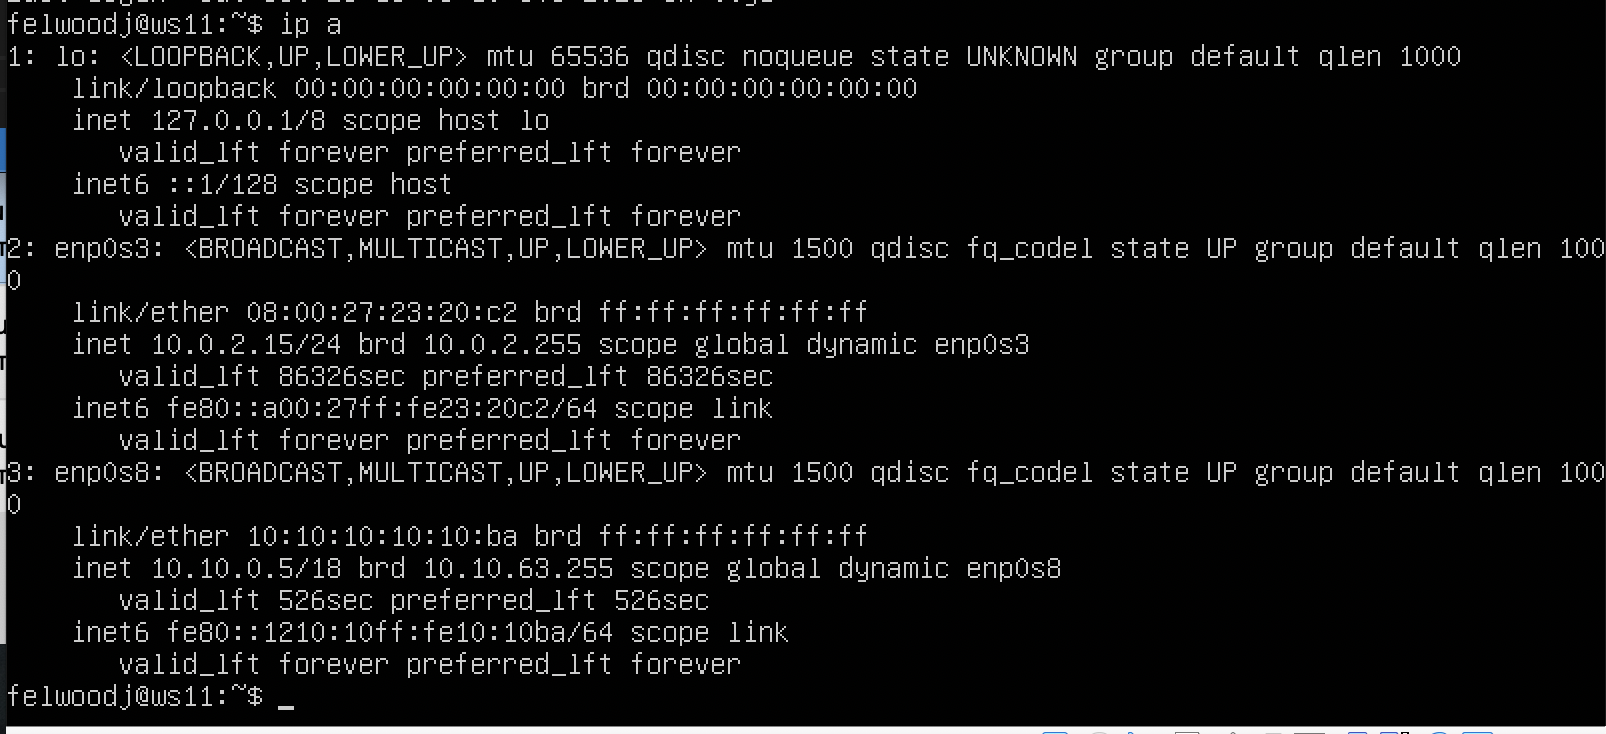 felwoodj@ws11:~$ ip a
1: lo: <LOOPBACK,UP,LOWER_UP> mtu 65536 qdisc noqueue state UNKNOWN group default qlen 1000
    link/loopback 00:00:00:00:00:00 brd 00:00:00:00:00:00
    inet 127.0.0.1/8 scope host lo
       valid_lft forever preferred_lft forever
    inet6 ::1/128 scope host
       valid_lft forever preferred_lft forever
2: enp0s3: <BROADCAST,MULTICAST,UP,LOWER_UP> mtu 1500 qdisc fq_codel state UP group default qlen 100
0
    link/ether 08:00:27:23:20:c2 brd ff:ff:ff:ff:ff:ff
    inet 10.0.2.15/24 brd 10.0.2.255 scope global dynamic enp0s3
       valid_lft 86326sec preferred_lft 86326sec
    inet6 fe80::a00:27ff:fe23:20c2/64 scope link
       valid_lft forever preferred_lft forever
3: enp0s8: <BROADCAST,MULTICAST,UP,LOWER_UP> mtu 1500 qdisc fq_codel state UP group default qlen 100
0
    link/ether 10:10:10:10:10:ba brd ff:ff:ff:ff:ff:ff
    inet 10.10.0.5/18 brd 10.10.63.255 scope global dynamic enp0s8
       valid_lft 526sec preferred_lft 526sec
    inet6 fe80::1210:10ff:fe10:10ba/64 scope link
       valid_lft forever preferred_lft forever
felwoodj@ws11:~$ _